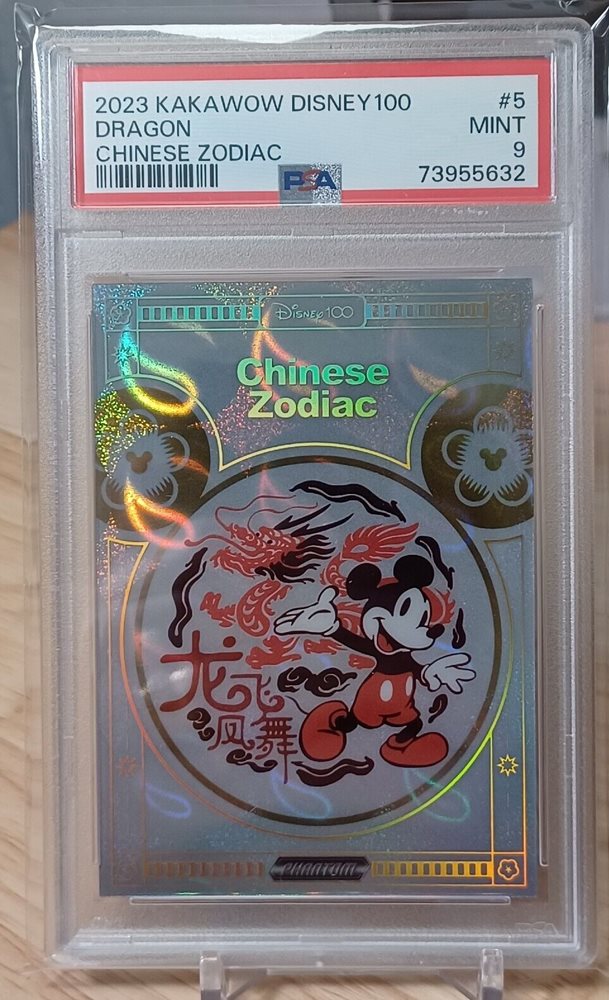 2023 KAKAWOW DISNEY100 #5
DRAGON MINT
CHINESE ZODIAC 9
PSA 73955632
Disney100
Chinese
Zodiac
龙飞
凤舞
PHANTOM
PSA